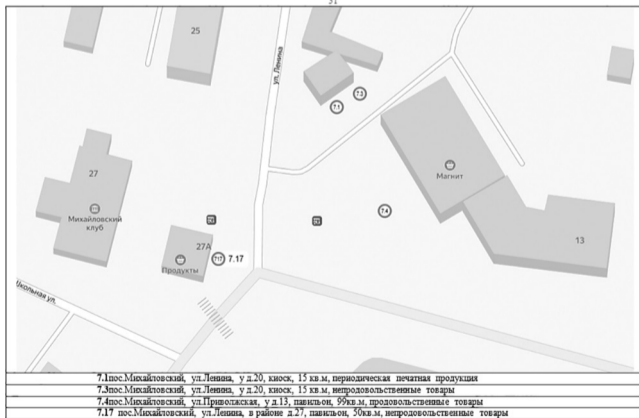 31
25
ул. Ленина
7.3
7.1
27
Магнит
7.4
Михайловский
клуб
27А
13
7.17 7.17
Продукты
Школьная ул.
7.1пос.Михайловский, ул.Ленина, у д.20, киоск, 15 кв.м, периодическая печатная продукция
7.3пос.Михайловский, ул.Ленина, у д.20, киоск, 15 кв.м, непродовольственные товары
7.4пос.Михайловский, ул.Приволжская, у д.13, павильон, 99кв.м, продовольственные товары
7.17 пос.Михайловский, ул.Ленина, в районе д.27, павильон, 50кв.м, непродовольственные товары